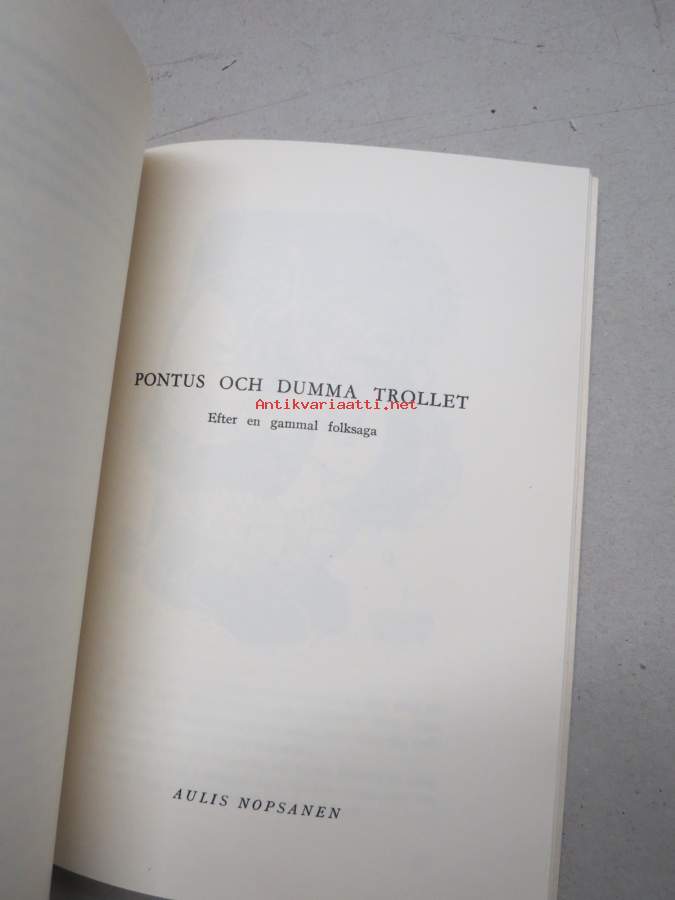 PONTUS OCH DUMMA TROLLET
Antikvariaatti.net
Efter en gammal folksaga
AULIS NOPSANEN